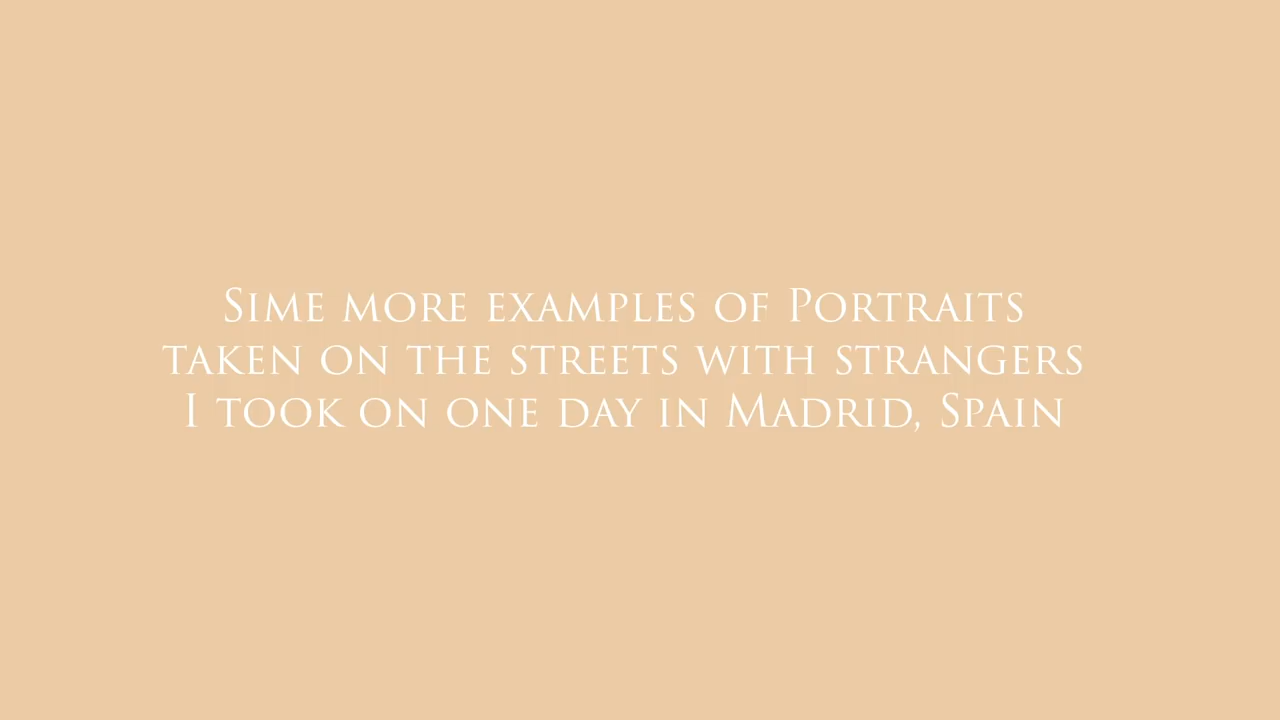 Sime more examples of Portraits
taken on the streets with strangers
I took on one day in Madrid, Spain